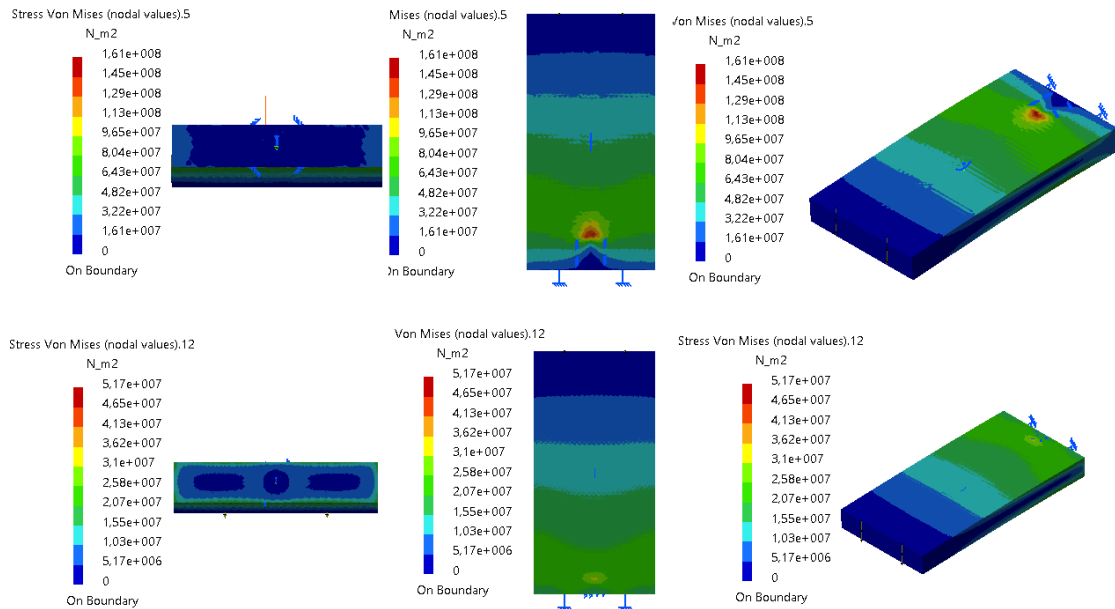 Stress Von Mises (nodal values).5
N_m2
1,61e+008
1,45e+008
1,29e+008
1,13e+008
9,65e+007
8,04e+007
6,43e+007
4,82e+007
3,22e+007
1,61e+007
0
On Boundary
Mises (nodal values).5
N_m2
1,61e+008
1,45e+008
1,29e+008
1,13e+008
9,65e+007
8,04e+007
6,43e+007
4,82e+007
3,22e+007
1,61e+007
0
On Boundary
Von Mises (nodal values).5
N_m2
1,61e+008
1,45e+008
1,29e+008
1,13e+008
9,65e+007
8,04e+007
6,43e+007
4,82e+007
3,22e+007
1,61e+007
0
On Boundary
Stress Von Mises (nodal values).12
N_m2
5,17e+007
4,65e+007
4,13e+007
3,62e+007
3,1e+007
2,58e+007
2,07e+007
1,55e+007
1,03e+007
5,17e+006
0
On Boundary
Von Mises (nodal values).12
N_m2
5,17e+007
4,65e+007
4,13e+007
3,62e+007
3,1e+007
2,58e+007
2,07e+007
1,55e+007
1,03e+007
5,17e+006
0
On Boundary
Stress Von Mises (nodal values).12
N_m2
5,17e+007
4,65e+007
4,13e+007
3,62e+007
3,1e+007
2,58e+007
2,07e+007
1,55e+007
1,03e+007
5,17e+006
0
On Boundary